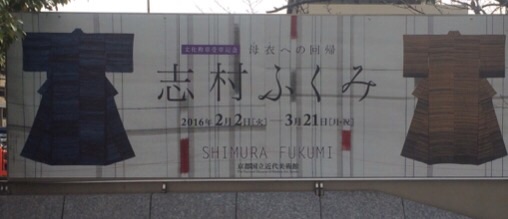 文化勲章受章記念 母衣への回帰
志村ふくみ
2016年2月2日[火]—3月21日[月・祝]
SHIMURA FUKUMI
京都国立近代美術館